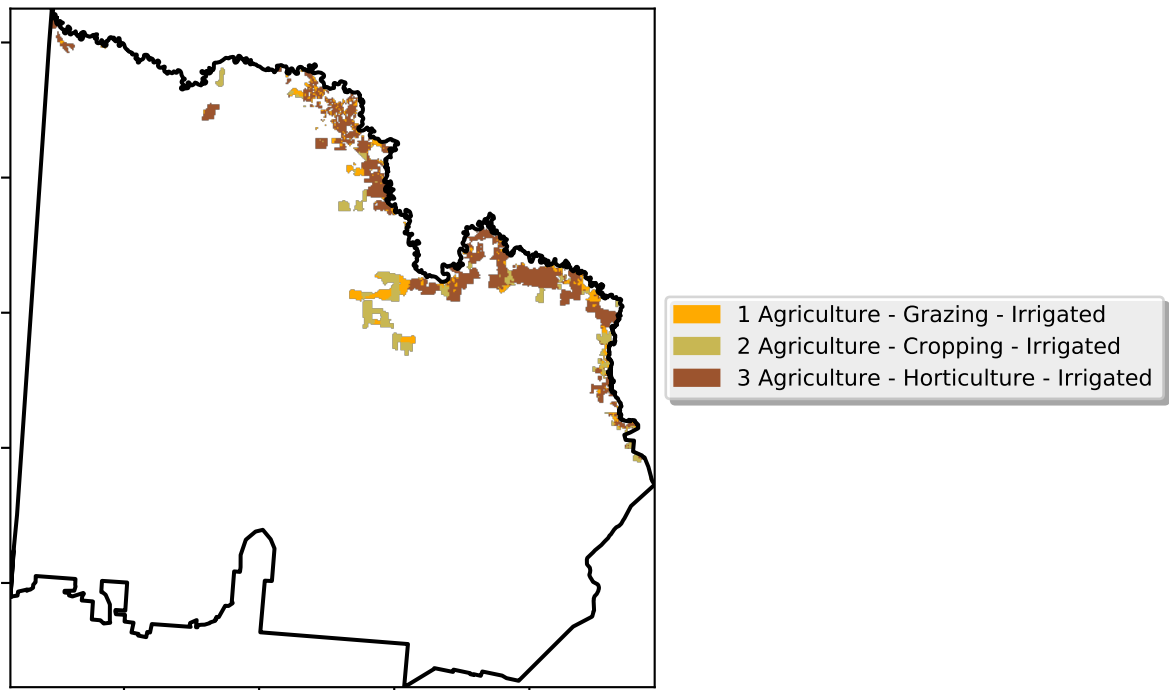 1 Agriculture - Grazing - Irrigated
2 Agriculture - Cropping - Irrigated
3 Agriculture - Horticulture - Irrigated